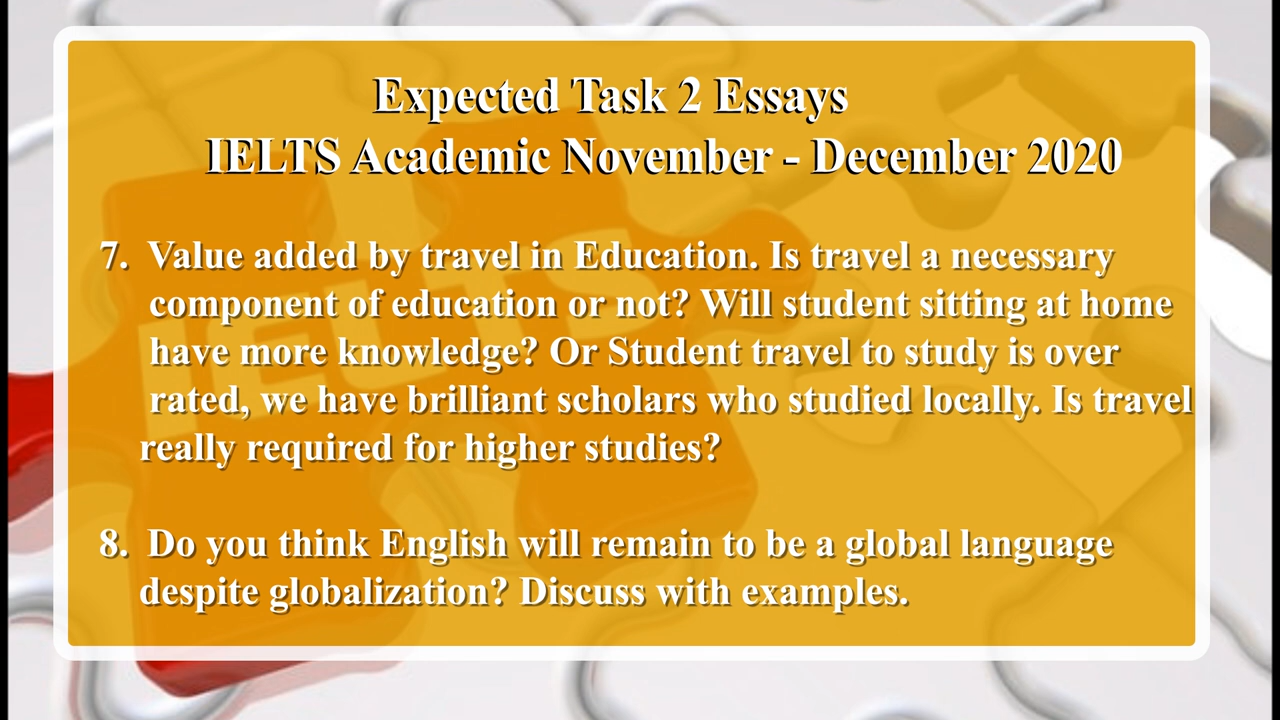 Expected Task 2 Essays
IELTS Academic November - December 2020
7. Value added by travel in Education. Is travel a necessary
component of education or not? Will student sitting at home
have more knowledge? Or Student travel to study is over
rated, we have brilliant scholars who studied locally. Is travel
really required for higher studies?
8. Do you think English will remain to be a global language
despite globalization? Discuss with examples.
IELTS